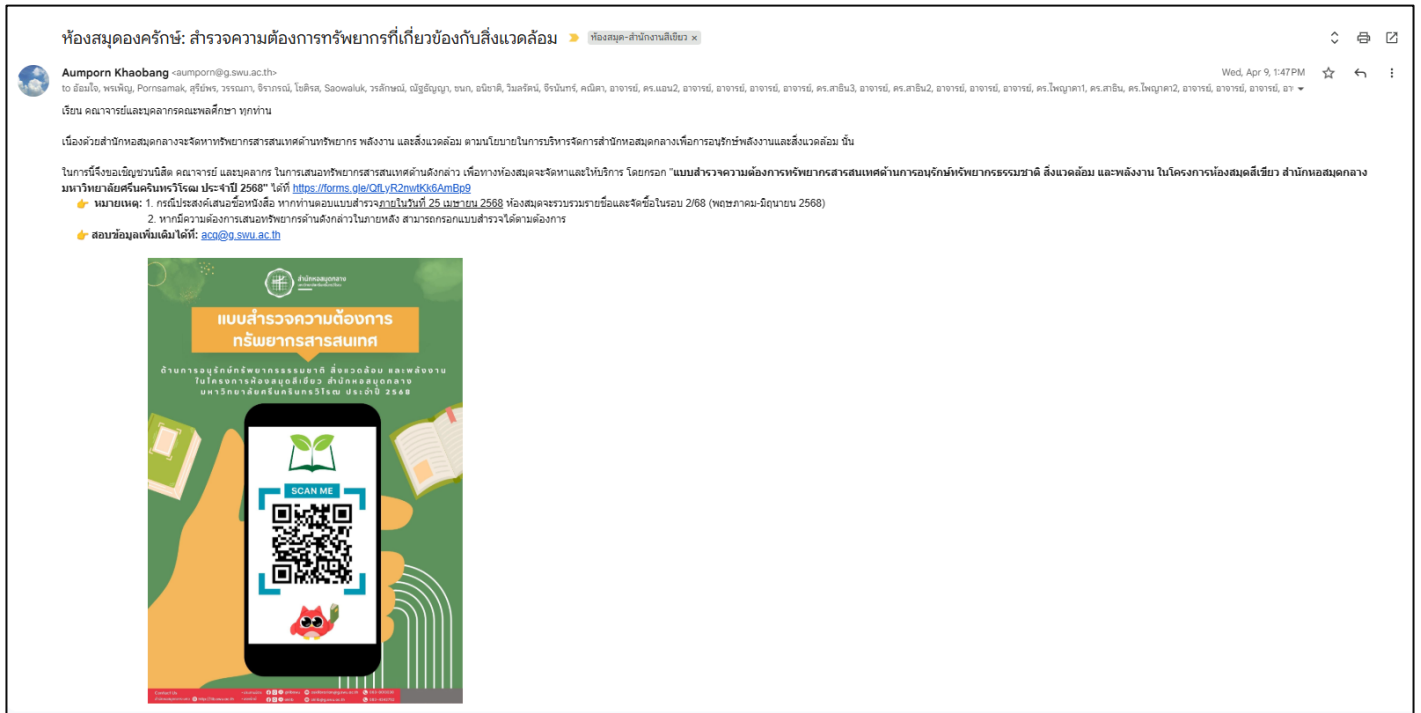 ห้องสมุดองครักษ์: สำรวจความต้องการทรัพยากรที่เกี่ยวข้องกับสิ่งแวดล้อม ห้องสมุด-สำนักงานสีเขียว ×
Aumporn Khaobang <aumporn@g.swu.ac.th> Wed, Apr 9, 1:47 PM
to อ้อมใจ, พรเพ็ญ, Pornsamak, สุรีย์พร, วรรณภา, จิราภรณ์, โชติรส, Saowaluk, วรลักษณ์, ณัฐธัญญา, ชนก, อนิชาติ, วิมลรัตน์, จีรนันทร์, คณิตา, อาจารย์, ดร.แอน2, อาจารย์, อาจารย์, อาจารย์, อาจารย์, ดร.สาธิน3, อาจารย์, ดร.สาธิน2, อาจารย์, อาจารย์, อาจารย์, ดร.ไพญาดา1, ดร.สาธิน, ดร.ไพญาดา2, อาจารย์, อาจารย์, อาจารย์,
เรียน คณาจารย์และบุคลากรคณะพลศึกษา ทุกท่าน
เนื่องด้วยสำนักหอสมุดกลางจะจัดหาทรัพยากรสารสนเทศด้านทรัพยากร พลังงาน และสิ่งแวดล้อม ตามนโยบายในการบริหารจัดการสำนักหอสมุดกลางเพื่อการอนุรักษ์พลังงานและสิ่งแวดล้อม นั้น
ในการนี้จึงขอเชิญชวนนิสิต คณาจารย์ และบุคลากร ในการเสนอทรัพยากรสารสนเทศด้านดังกล่าว เพื่อทางห้องสมุดจะจัดหาและให้บริการ โดยกรอก "แบบสำรวจความต้องการทรัพยากรสารสนเทศด้านการอนุรักษ์ทรัพยากรธรรมชาติ สิ่งแวดล้อม และพลังงาน ในโครงการห้องสมุดสีเขียว สำนักหอสมุดกลาง
มหาวิทยาลัยศรีนครินทรวิโรฒ ประจำปี 2568" ได้ที่ https://forms.gle/QfLyR2nwtKk6AmBp9
👉 หมายเหตุ: 1. กรณีประสงค์เสนอซื้อหนังสือ หากท่านตอบแบบสำรวจภายในวันที่ 25 เมษายน 2568 ห้องสมุดจะรวบรวมรายชื่อและจัดซื้อในรอบ 2/68 (พฤษภาคม-มิถุนายน 2568)
2. หากมีความต้องการเสนอทรัพยากรด้านดังกล่าวในภายหลัง สามารถกรอกแบบสำรวจได้ตามต้องการ
👉 สอบข้อมูลเพิ่มเติมได้ที่: acq@g.swu.ac.th
สำนักหอสมุดกลาง
แบบสำรวจความต้องการ
ทรัพยากรสารสนเทศ
ด้านการอนุรักษ์ทรัพยากรธรรมชาติ สิ่งแวดล้อม และพลังงาน
ในโครงการห้องสมุดสีเขียว สำนักหอสมุดกลาง
มหาวิทยาลัยศรีนครินทรวิโรฒ ประจำปี 2568
SCAN ME
Contact Us